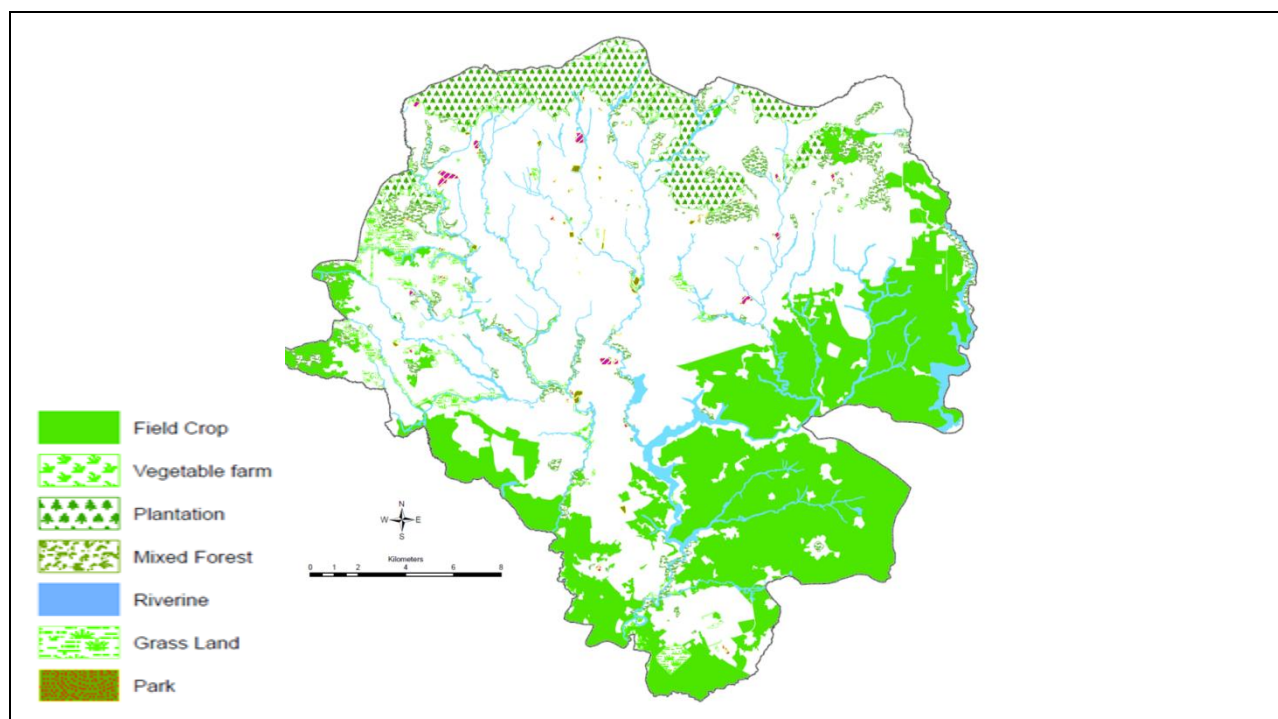 Field Crop
Vegetable farm
Plantation
Mixed Forest
Riverine
Grass Land
Park
N
W E
S
Kilometers
0 1 2 4 6 8